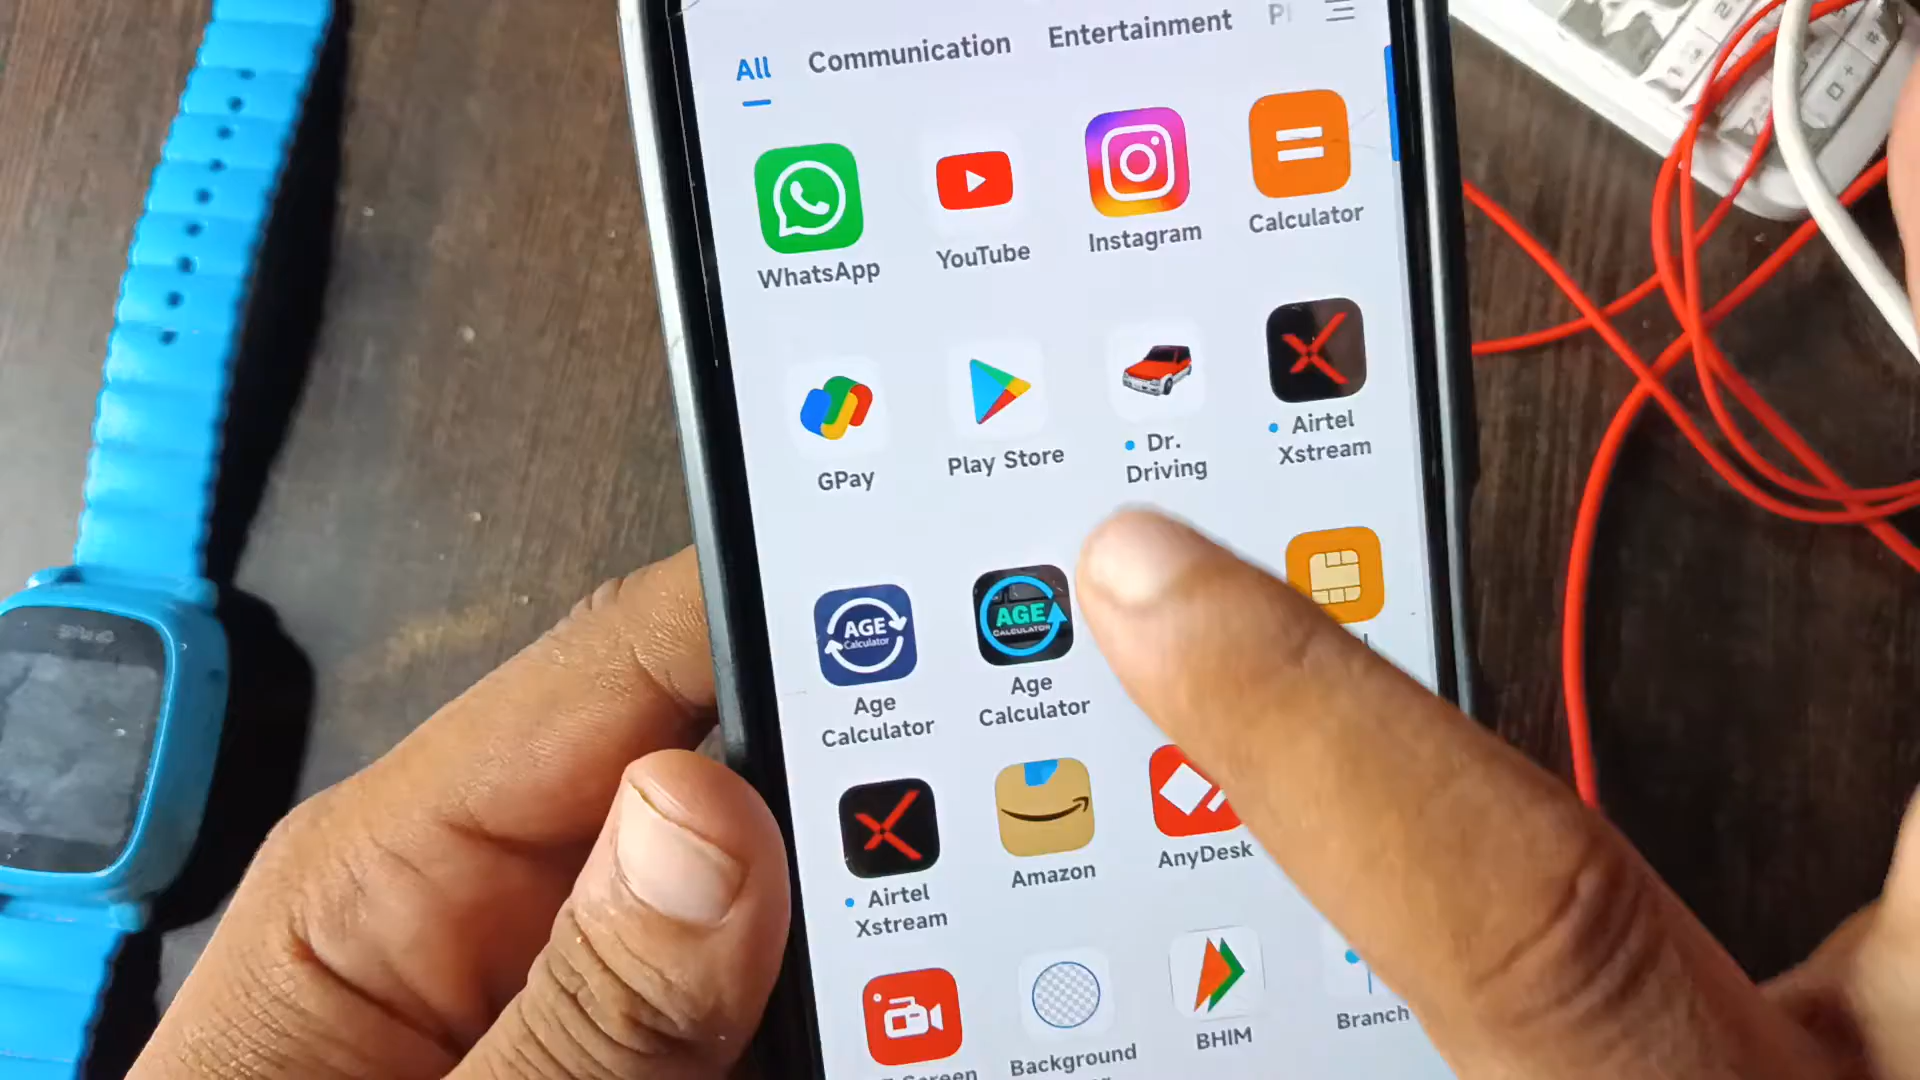 All Communication Entertainment
WhatsApp YouTube Instagram Calculator
GPay Play Store Dr. Driving Airtel Xstream
AGE Calculator
AGE CALCULATOR
Age Calculator Age Calculator
Airtel Xstream Amazon AnyDesk
Screen Background BHIM Branch